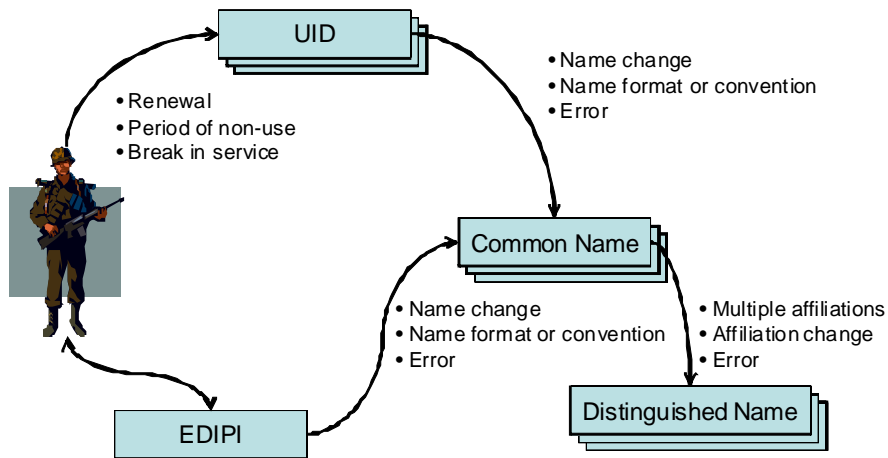 UID
• Name change
• Name format or convention
• Error
• Renewal
• Period of non-use
• Break in service
Common Name
• Name change
• Name format or convention
• Error
• Multiple affiliations
• Affiliation change
• Error
Distinguished Name
EDIPI